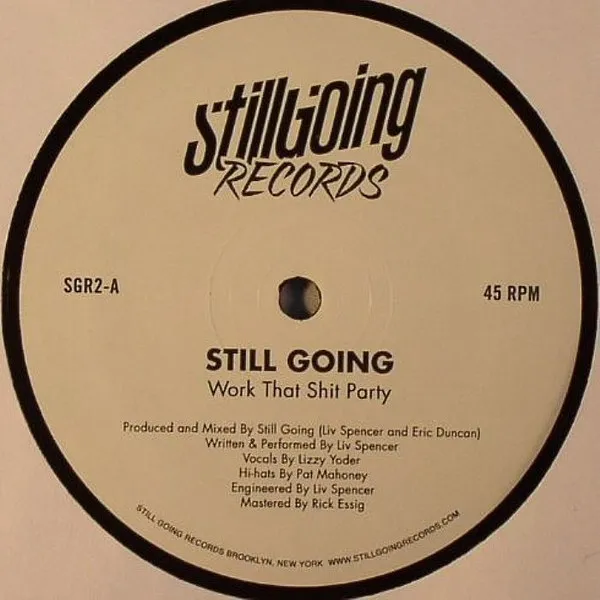 StillGoing
RECORDS
SGR2-A
45 RPM
STILL GOING
Work That Shit Party
Produced and Mixed By Still Going (Liv Spencer and Eric Duncan)
Written & Performed By Liv Spencer
Vocals By Lizzy Yoder
Hi-hats By Pat Mahoney
Engineered By Liv Spencer
Mastered By Rick Essig
STILL GOING RECORDS BROOKLYN, NEW YORK WWW.STILLGOINGRECORDS.COM